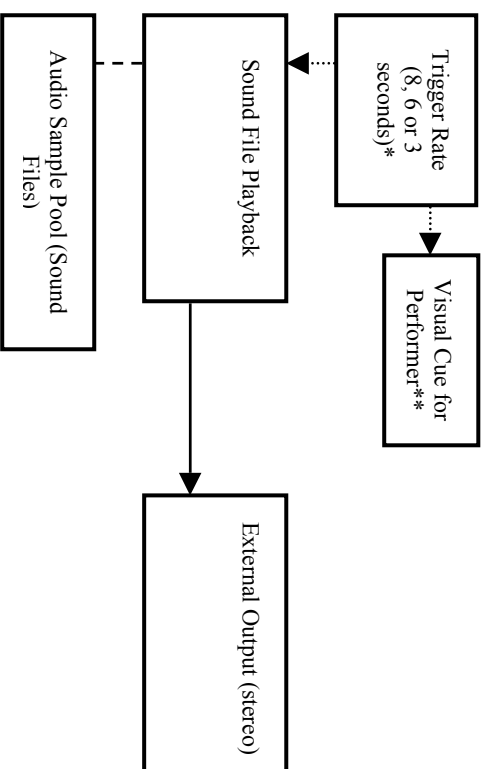 Trigger Rate
(8, 6 or 3
seconds)*
Visual Cue for
Performer**
Sound File Playback
External Output (stereo)
Audio Sample Pool (Sound
Files)